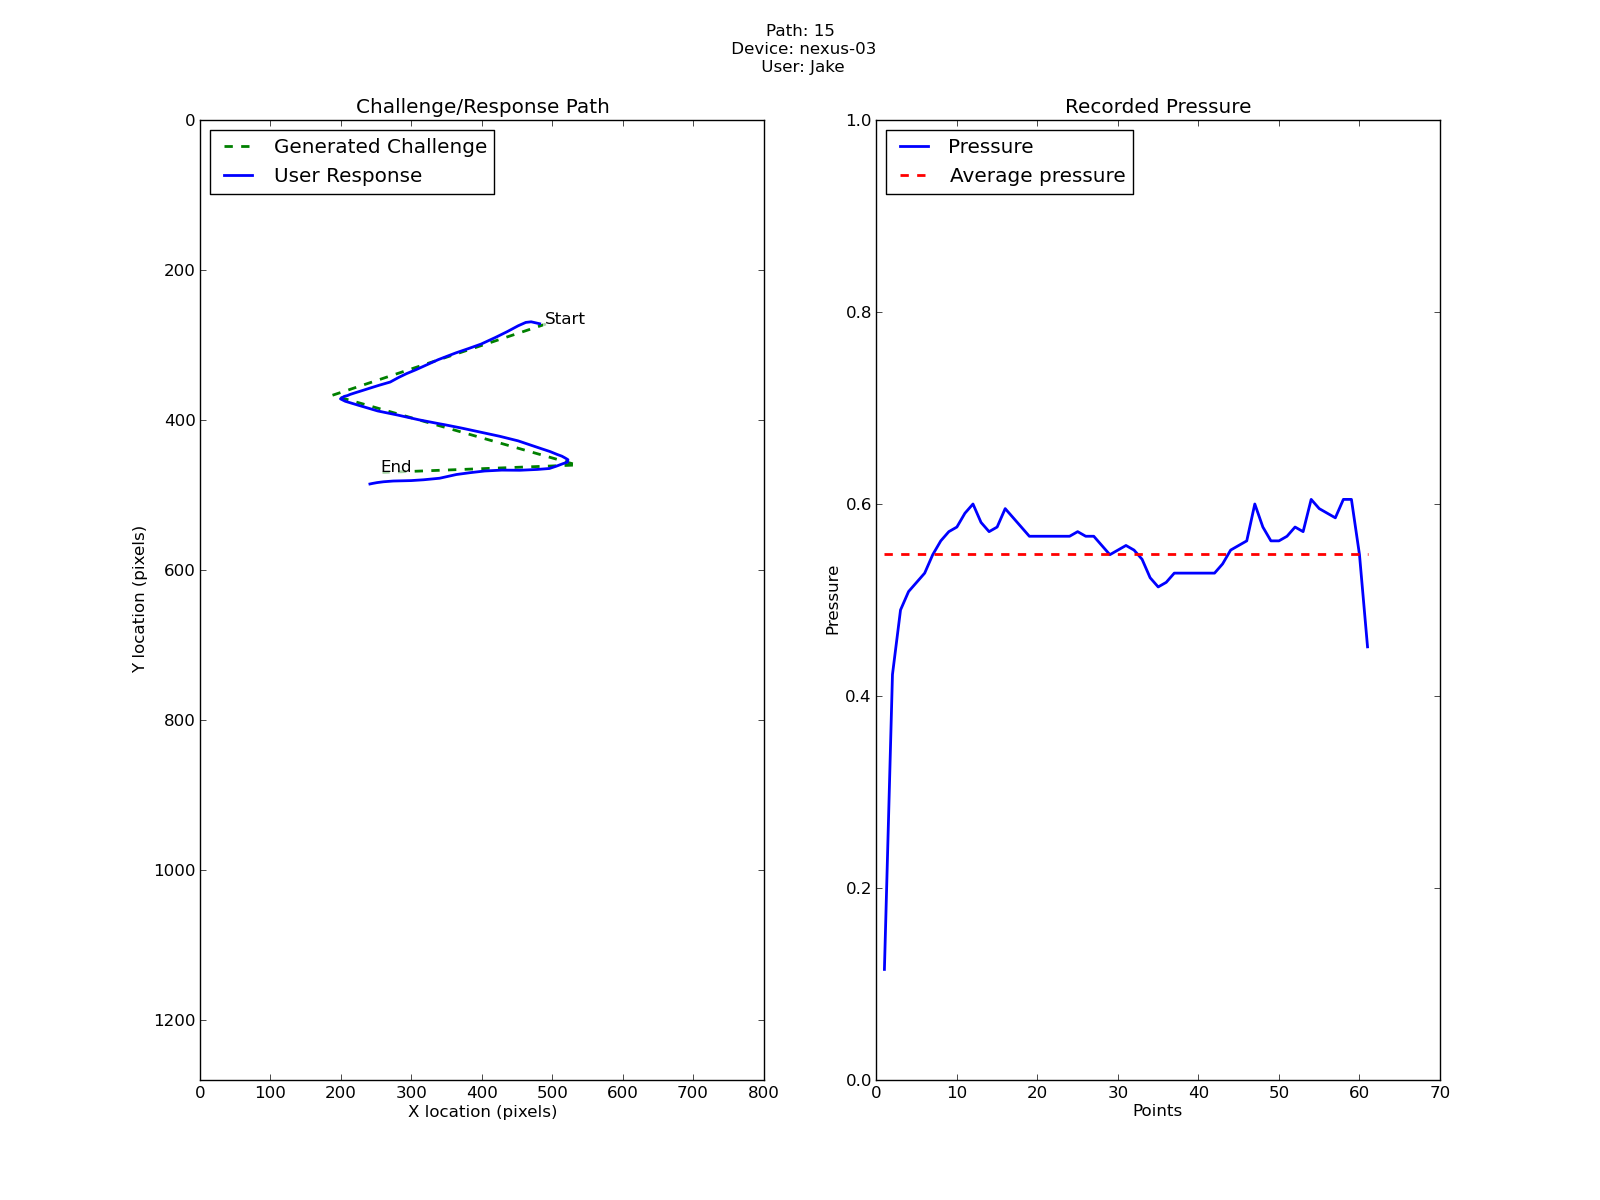 Path: 15
Device: nexus-03
User: Jake
Challenge/Response Path
Generated Challenge
User Response
Start
End
0
200
400
600
800
1000
1200
Y location (pixels)
0 100 200 300 400 500 600 700 800
X location (pixels)
Recorded Pressure
Pressure
Average pressure
1.0
0.8
0.6
0.4
0.2
0.0
Pressure
0 10 20 30 40 50 60 70
Points